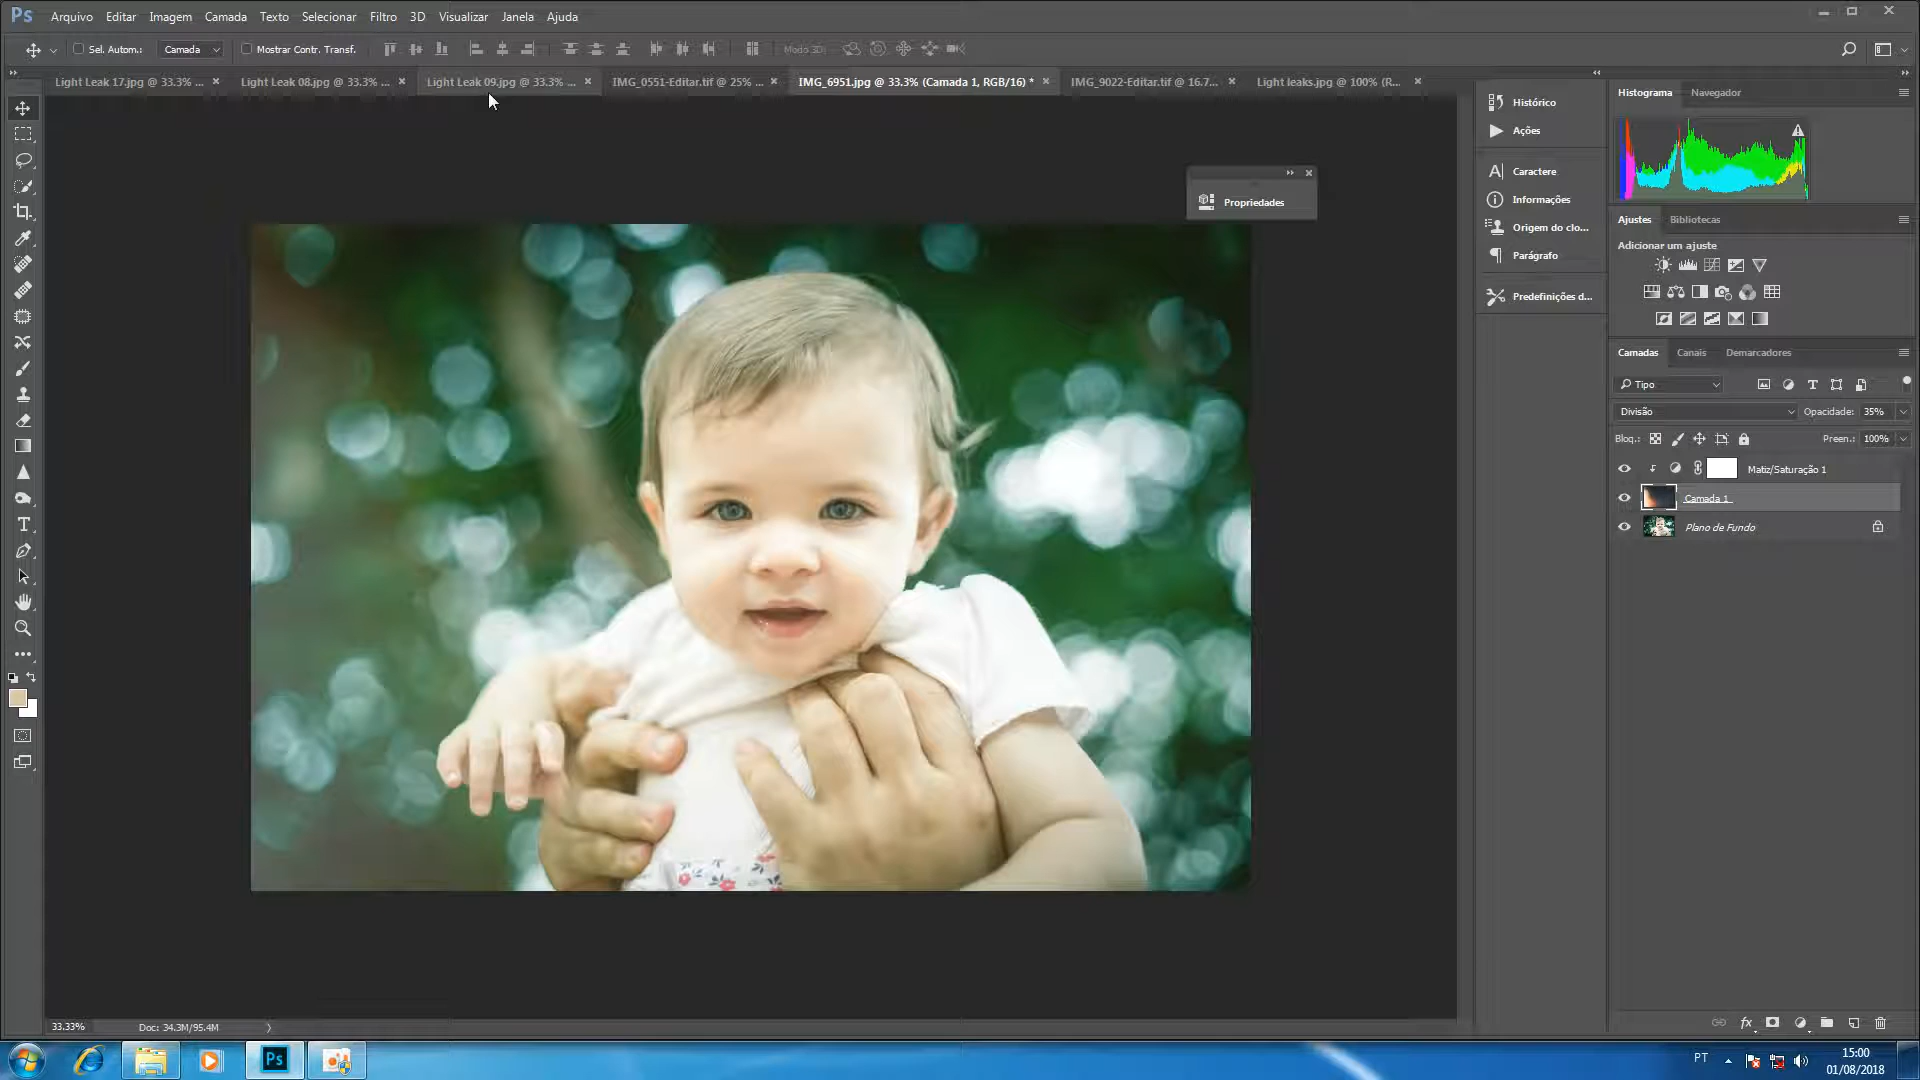 Ps Arquivo Editar Imagem Camada Texto Selecionar Filtro 3D Visualizar Janela Ajuda
Sel. Autom.: Camada Mostrar Contr. Transf. Modo 3D:
Light Leak 17.jpg @ 33.3% ... × Light Leak 08.jpg @ 33.3% ... × Light Leak 09.jpg @ 33.3% ... × IMG_0551-Editar.tif @ 25% ... × IMG_6951.jpg @ 33.3% (Camada 1, RGB/16) * × IMG_9022-Editar.tif @ 16.7... × Light leaks.jpg @ 100% (R... ×
Histórico
Ações
Caractere
Informações
Origem do clo...
Parágrafo
Predefinições d...
Propriedades
Histograma Navegador
Ajustes Bibliotecas
Adicionar um ajuste
Camadas Canais Demarcadores
Tipo
Divisão Opacidade: 35%
Bloq.: Preen.: 100%
Matiz/Saturação 1
Camada 1
Plano de Fundo
fx
33.33% Doc: 34.3M/95.4M
Ps
PT
15:00
01/08/2018